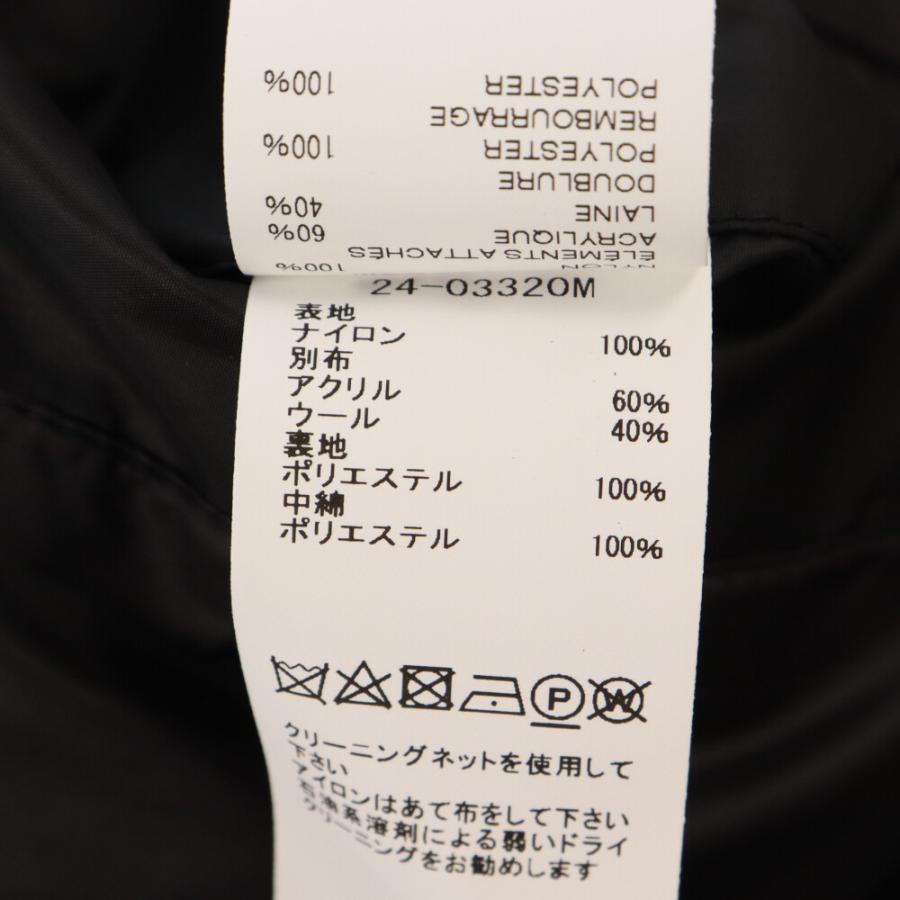 100% POLYESTER
REMBOURRAGE
100% POLYESTER
DOUBLURE
40% LAINE
60% ACRYLIQUE
ÉLÉMENTS ATTACHÉS
100% NYLON
24-03320M
表地
ナイロン 100%
別布
アクリル 60%
ウール 40%
裏地
ポリエステル 100%
中綿
ポリエステル 100%
P W
クリーニングネットを使用して
下さい
アイロンはあて布をして下さい
石油系溶剤による弱いドライ
クリーニングをお勧めします